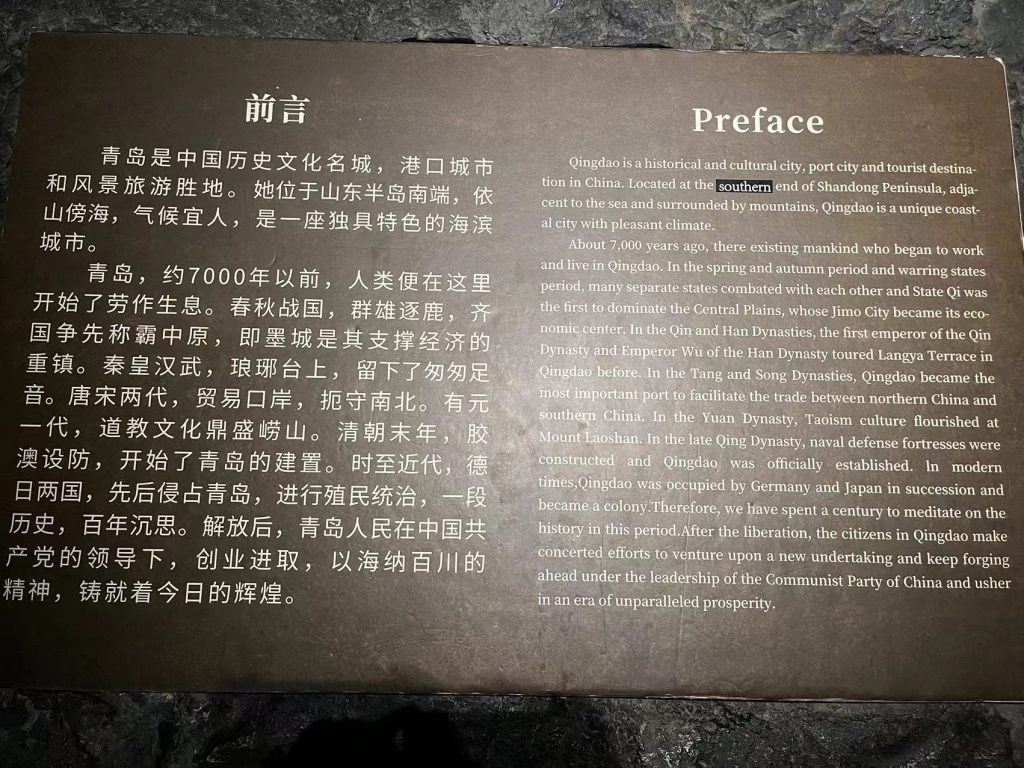 前言
青岛是中国历史文化名城，港口城市
和风景旅游胜地。她位于山东半岛南端，依
山傍海，气候宜人，是一座独具特色的海滨
城市。
青岛，约7000年以前，人类便在这里
开始了劳作生息。春秋战国，群雄逐鹿，齐
国争先称霸中原，即墨城是其支撑经济的
重镇。秦皇汉武，琅琊台上，留下了匆匆足
音。唐宋两代，贸易口岸，扼守南北。有元
一代，道教文化鼎盛崂山。清朝末年，胶
澳设防，开始了青岛的建置。时至近代，德
日两国，先后侵占青岛，进行殖民统治，一段
历史，百年沉思。解放后，青岛人民在中国共
产党的领导下，创业进取，以海纳百川的
精神，铸就着今日的辉煌。
Preface
Qingdao is a historical and cultural city, port city and tourist destina-
tion in China. Located at the southern end of Shandong Peninsula, adja-
cent to the sea and surrounded by mountains, Qingdao is a unique coast-
al city with pleasant climate.
About 7,000 years ago, there existing mankind who began to work
and live in Qingdao. In the spring and autumn period and warring states
period, many separate states combated with each other and State Qi was
the first to dominate the Central Plains, whose Jimo City became its eco-
nomic center. In the Qin and Han Dynasties, the first emperor of the Qin
Dynasty and Emperor Wu of the Han Dynasty toured Langya Terrace in
Qingdao before. In the Tang and Song Dynasties, Qingdao became the
most important port to facilitate the trade between northern China and
southern China. In the Yuan Dynasty, Taoism culture flourished at
Mount Laoshan. In the late Qing Dynasty, naval defense fortresses were
constructed and Qingdao was officially established. In modern
times,Qingdao was occupied by Germany and Japan in succession and
became a colony.Therefore, we have spent a century to meditate on the
history in this period.After the liberation, the citizens in Qingdao make
concerted efforts to venture upon a new undertaking and keep forging
ahead under the leadership of the Communist Party of China and usher
in an era of unparalleled prosperity.